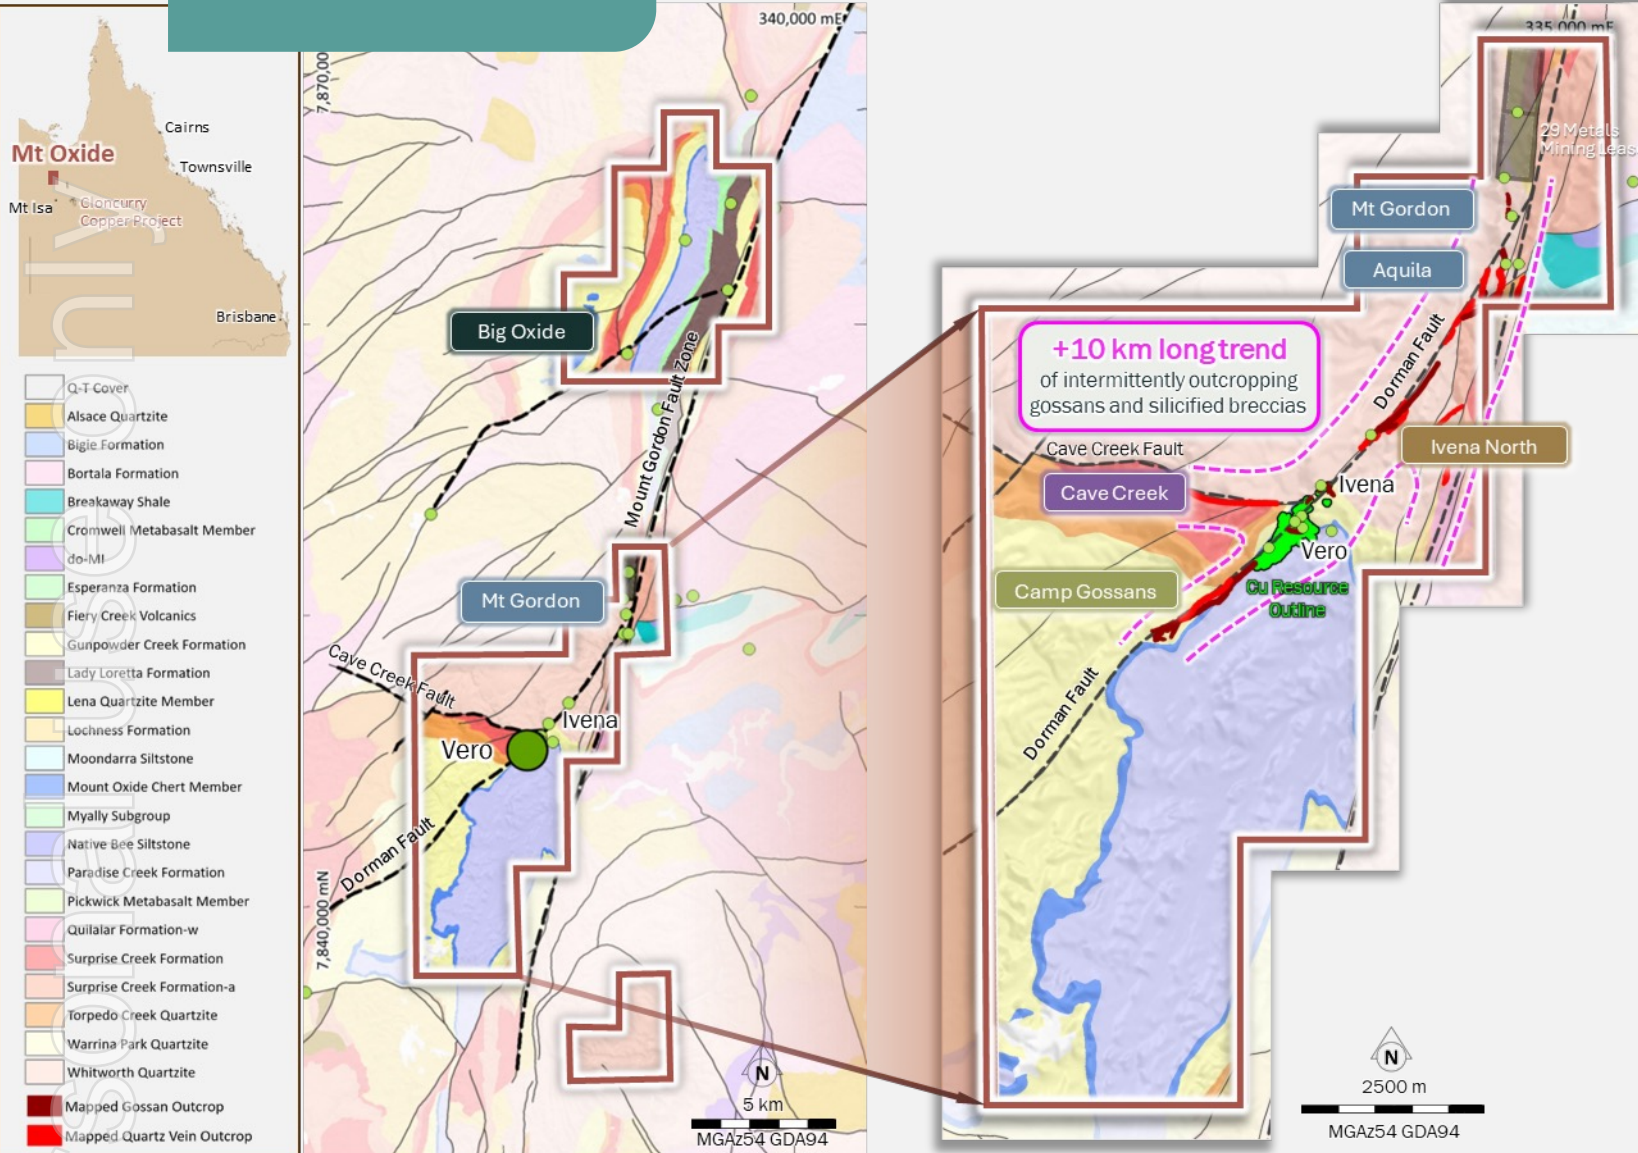 Cairns
Mt Oxide
Townsville
Mt Isa
Cloncurry
Copper Project
Brisbane
Q-T Cover
Alsace Quartzite
Bigie Formation
Bortala Formation
Breakaway Shale
Cromwell Metabasalt Member
do-MI
Esperanza Formation
Fiery Creek Volcanics
Gunpowder Creek Formation
Lady Loretta Formation
Lena Quartzite Member
Lochness Formation
Moondarra Siltstone
Mount Oxide Chert Member
Myally Subgroup
Native Bee Siltstone
Paradise Creek Formation
Pickwick Metabasalt Member
Quilalar Formation-w
Surprise Creek Formation
Surprise Creek Formation-a
Torpedo Creek Quartzite
Warrina Park Quartzite
Whitworth Quartzite
Mapped Gossan Outcrop
Mapped Quartz Vein Outcrop
sonal use only
340,000 mE
7,870,00
Big Oxide
Mount Gordon Fault Zone
Mt Gordon
Cave Creek Fault
Ivena
Vero
Dorman Fault
7,840,000 mN
N
5 km
MGAz54 GDA94
335,000 mE
29 Metals
Mining Leas
Mt Gordon
Aquila
+10 km long trend
of intermittently outcropping
gossans and silicified breccias
Dorman Fault
Cave Creek Fault
Ivena North
Cave Creek
Ivena
Vero
Camp Gossans
Cu Resource
Outline
Dorman Fault
N
2500 m
MGAz54 GDA94